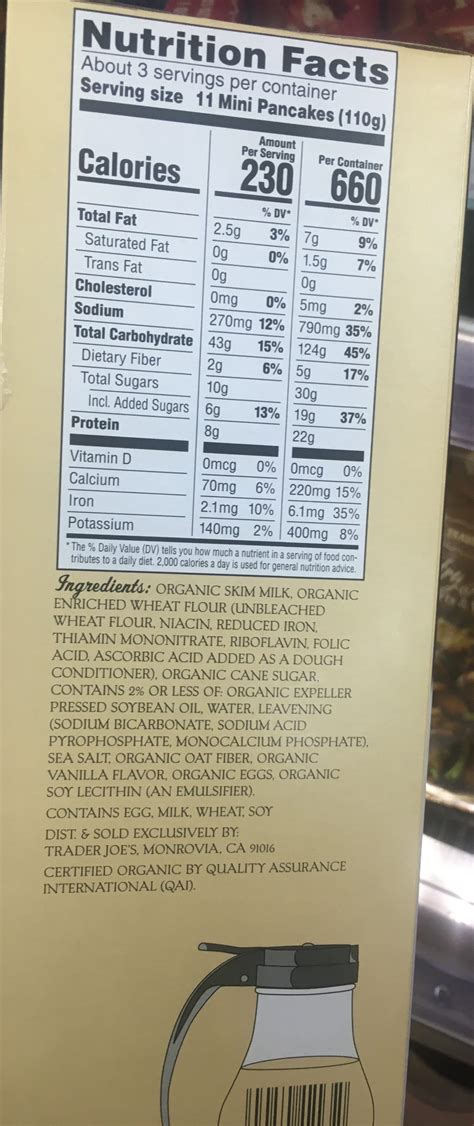 Nutrition Facts
About 3 servings per container
Serving size 11 Mini Pancakes (110g)
Amount Per Serving Per Container
Calories 230 660
% DV* % DV*
Total Fat 2.5g 3% 7g 9%
Saturated Fat 0g 0% 1.5g 7%
Trans Fat 0g 0g
Cholesterol 0mg 0% 5mg 2%
Sodium 270mg 12% 790mg 35%
Total Carbohydrate 43g 15% 124g 45%
Dietary Fiber 2g 6% 5g 17%
Total Sugars 10g 30g
Incl. Added Sugars 6g 13% 19g 37%
Protein 8g 22g
Vitamin D 0mcg 0% 0mcg 0%
Calcium 70mg 6% 220mg 15%
Iron 2.1mg 10% 6.1mg 35%
Potassium 140mg 2% 400mg 8%
* The % Daily Value (DV) tells you how much a nutrient in a serving of food con-
tributes to a daily diet. 2,000 calories a day is used for general nutrition advice.
Ingredients: ORGANIC SKIM MILK, ORGANIC
ENRICHED WHEAT FLOUR (UNBLEACHED
WHEAT FLOUR, NIACIN, REDUCED IRON,
THIAMIN MONONITRATE, RIBOFLAVIN, FOLIC
ACID, ASCORBIC ACID ADDED AS A DOUGH
CONDITIONER), ORGANIC CANE SUGAR.
CONTAINS 2% OR LESS OF: ORGANIC EXPELLER
PRESSED SOYBEAN OIL, WATER, LEAVENING
(SODIUM BICARBONATE, SODIUM ACID
PYROPHOSPHATE, MONOCALCIUM PHOSPHATE),
SEA SALT, ORGANIC OAT FIBER, ORGANIC
VANILLA FLAVOR, ORGANIC EGGS, ORGANIC
SOY LECITHIN (AN EMULSIFIER).
CONTAINS EGG, MILK, WHEAT, SOY
DIST. & SOLD EXCLUSIVELY BY:
TRADER JOE'S, MONROVIA, CA 91016
CERTIFIED ORGANIC BY QUALITY ASSURANCE
INTERNATIONAL (QAI).